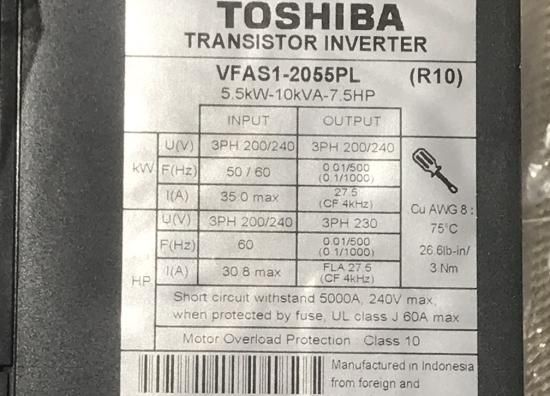 TOSHIBA
TRANSISTOR INVERTER
VFAS1-2055PL (R10)
5.5kW-10kVA-7.5HP
INPUT OUTPUT
kW U(V) 3PH 200/240 3PH 200/240
F(Hz) 50 / 60 0.01/500 (0.1/1000)
I(A) 35.0 max 27.5 (CF 4kHz)
HP U(V) 3PH 200/240 3PH 230
F(Hz) 60 0.01/500 (0.1/1000)
I(A) 30.8 max FLA 27.5 (CF 4kHz)
Cu AWG 8 :
75°C
26.6lb-in/
3 Nm
Short circuit withstand 5000A, 240V max,
when protected by fuse, UL class J 60A max
Motor Overload Protection : Class 10
Manufactured in Indonesia
from foreign and